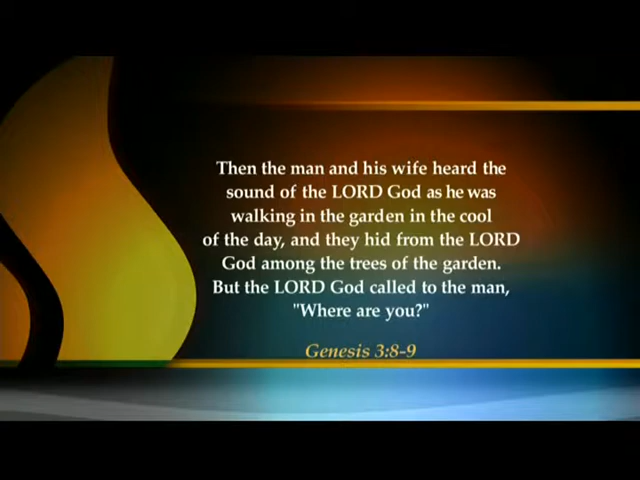 Then the man and his wife heard the
sound of the LORD God as he was
walking in the garden in the cool
of the day, and they hid from the LORD
God among the trees of the garden.
But the LORD God called to the man,
"Where are you?"
Genesis 3:8-9